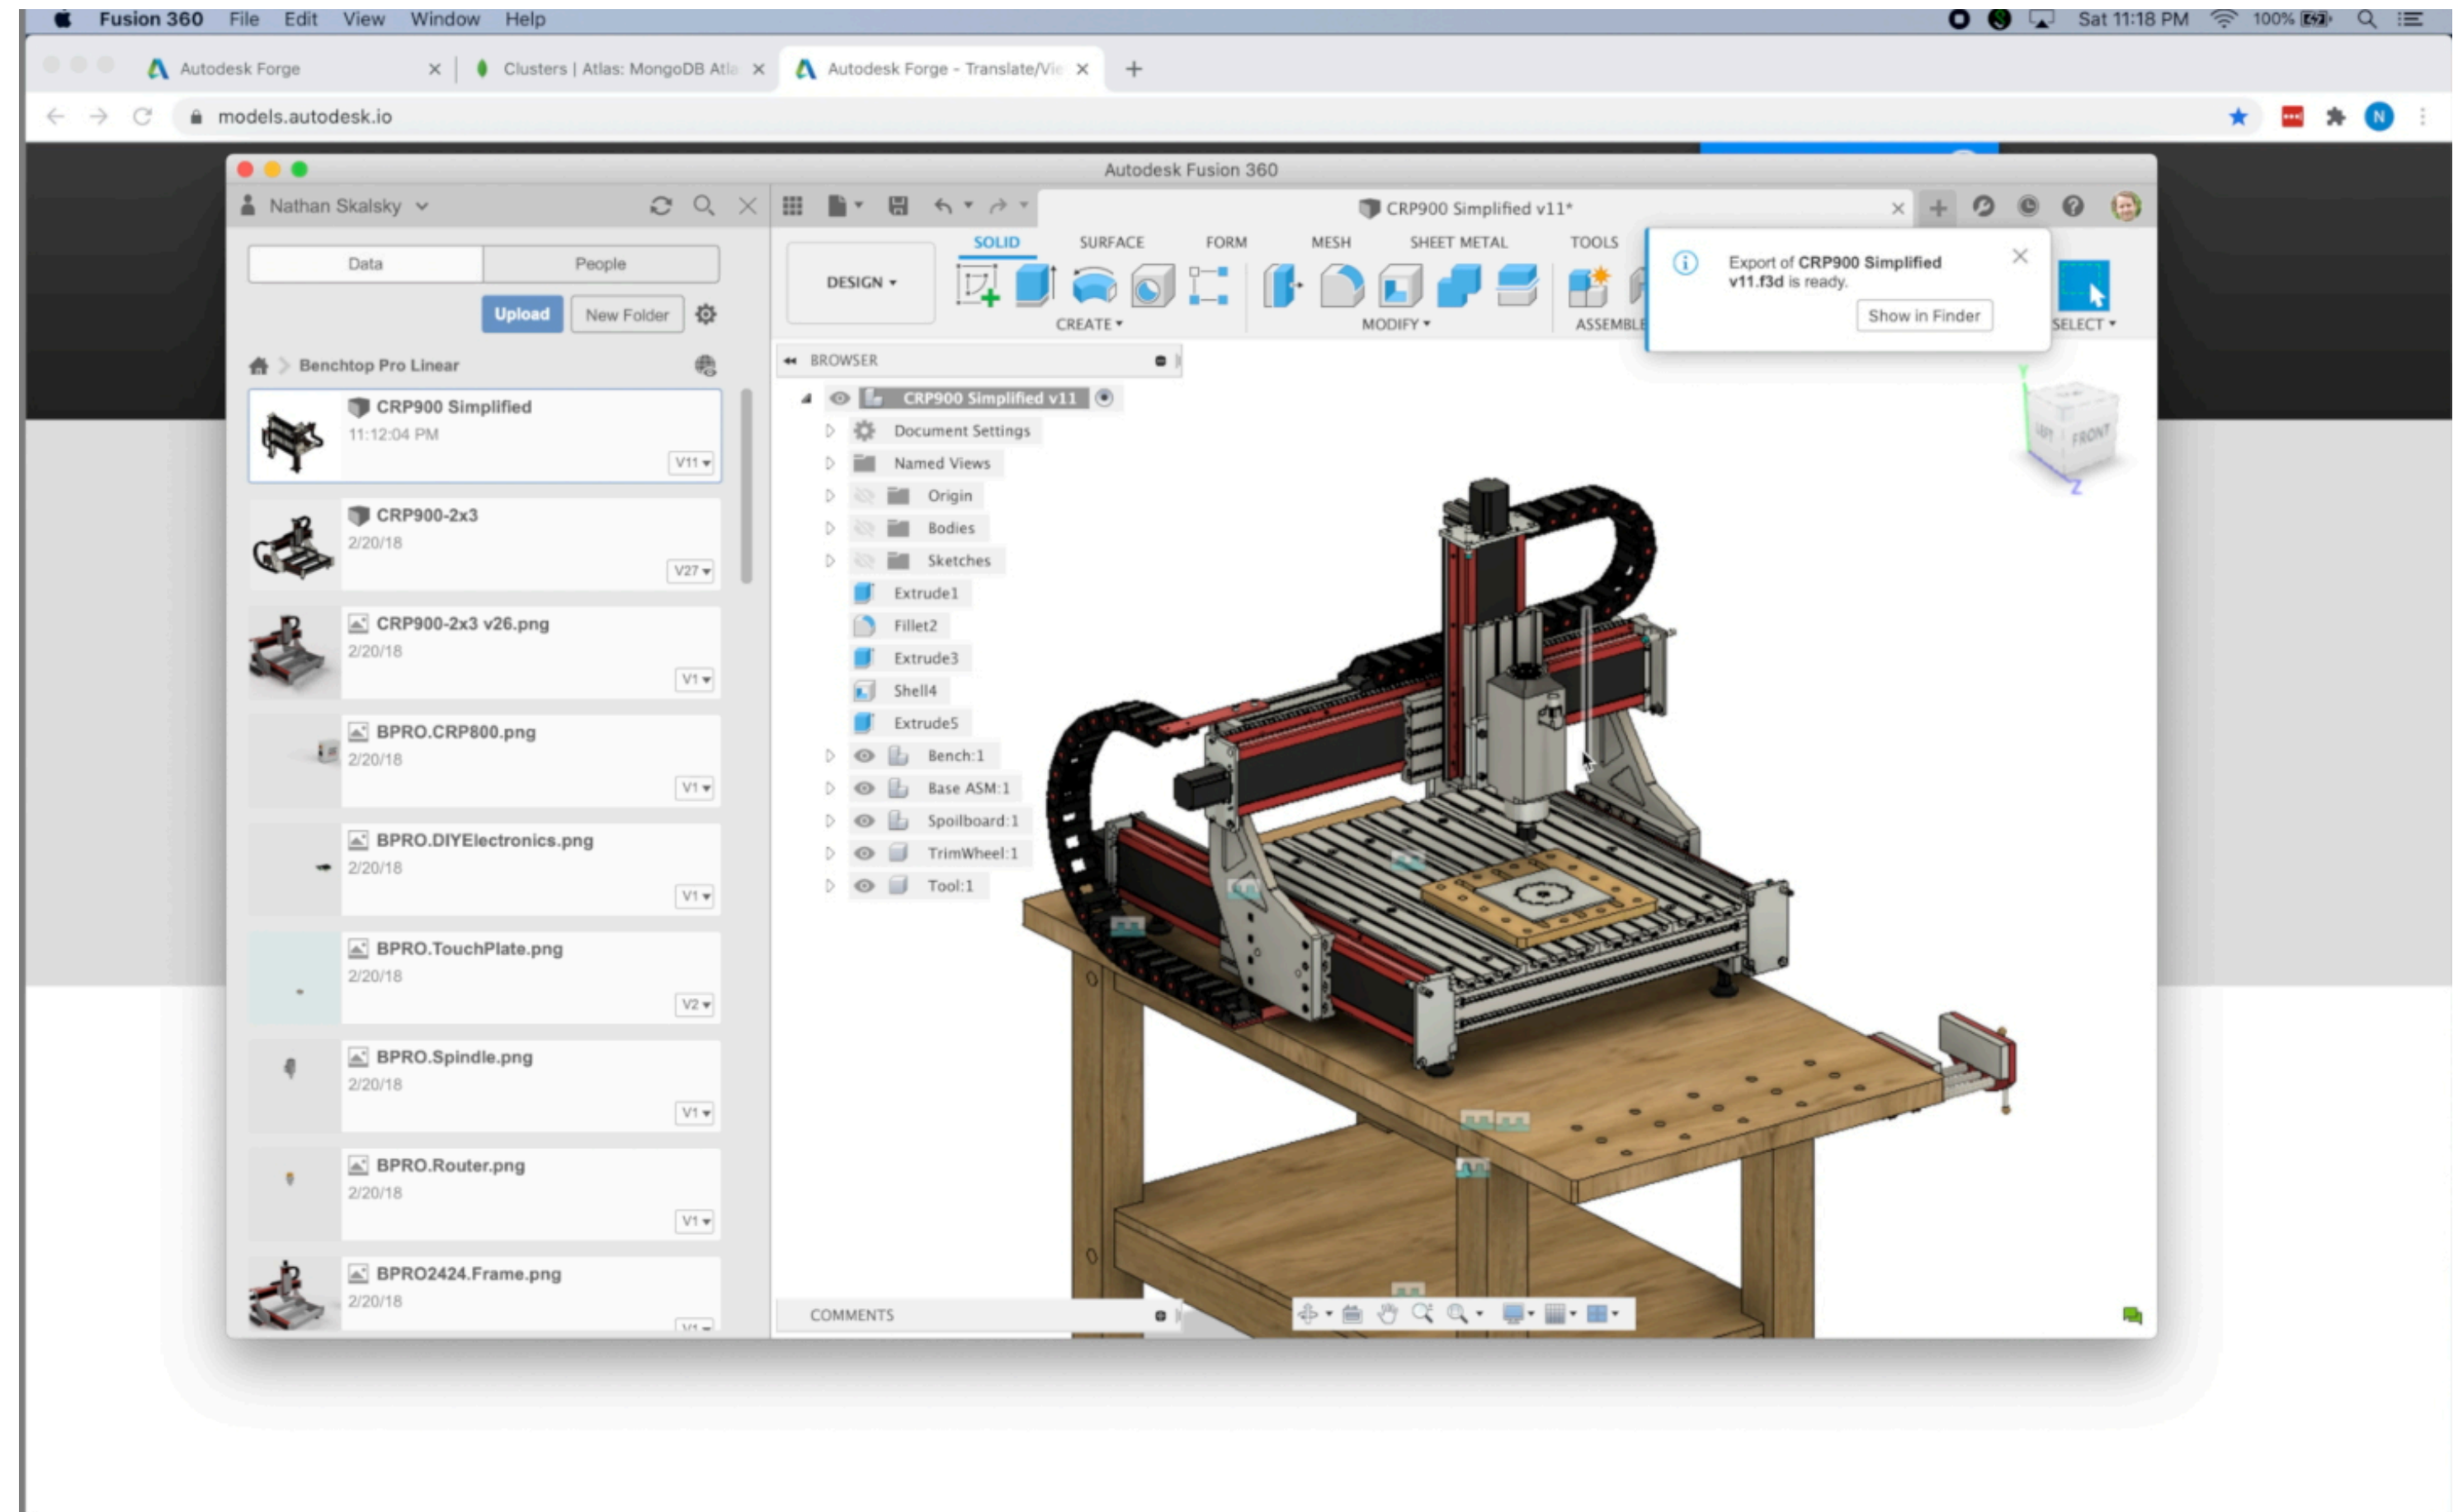 Fusion 360 File Edit View Window Help Sat 11:18 PM 100%
Autodesk Forge Clusters | Atlas: MongoDB Atla Autodesk Forge - Translate/Vie
models.autodesk.io N
Autodesk Fusion 360
Nathan Skalsky
CRP900 Simplified v11*
Data People
Upload New Folder
Benchtop Pro Linear
CRP900 Simplified
11:12:04 PM
V11
CRP900-2x3
2/20/18
V27
CRP900-2x3 v26.png
2/20/18
V1
BPRO.CRP800.png
2/20/18
V1
BPRO.DIYElectronics.png
2/20/18
V1
BPRO.TouchPlate.png
2/20/18
V2
BPRO.Spindle.png
2/20/18
V1
BPRO.Router.png
2/20/18
V1
BPRO2424.Frame.png
2/20/18
V1
DESIGN
SOLID SURFACE FORM MESH SHEET METAL TOOLS
CREATE MODIFY ASSEMBLE SELECT
Export of CRP900 Simplified
v11.f3d is ready.
Show in Finder
BROWSER
CRP900 Simplified v11
Document Settings
Named Views
Origin
Bodies
Sketches
Extrude1
Fillet2
Extrude3
Shell4
Extrude5
Bench:1
Base ASM:1
Spoilboard:1
TrimWheel:1
Tool:1
Y
FRONT
Z
COMMENTS